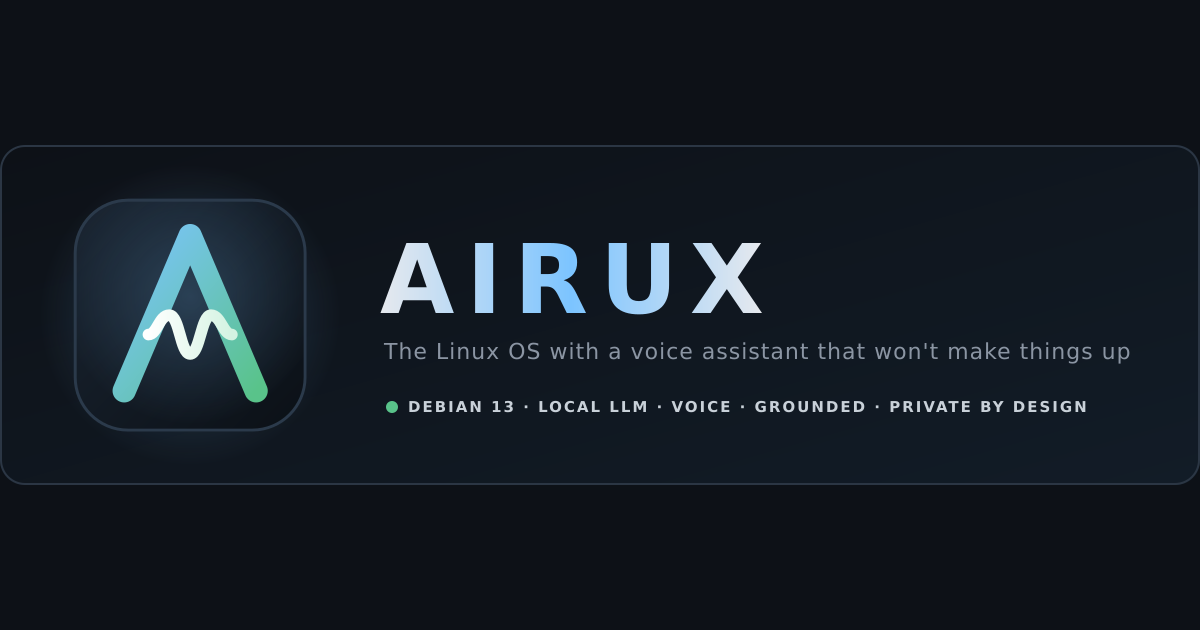 AIRUX
The Linux OS with a voice assistant that won't make things up
DEBIAN 13 · LOCAL LLM · VOICE · GROUNDED · PRIVATE BY DESIGN